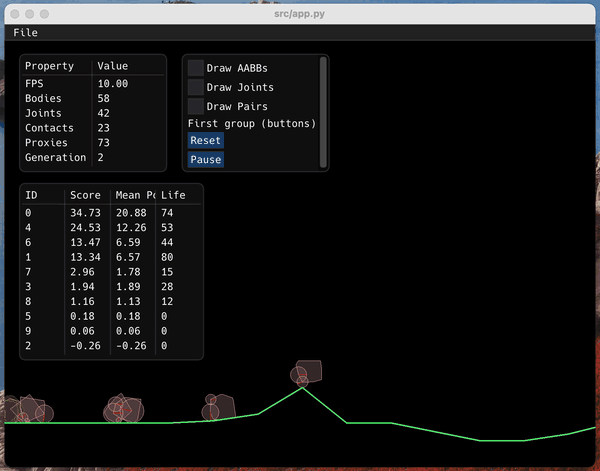 src/app.py
File
Property Value
FPS 10.00
Bodies 58
Joints 42
Contacts 23
Proxies 73
Generation 2
Draw AABBs
Draw Joints
Draw Pairs
First group (buttons)
Reset
Pause
ID Score Mean Po Life
0 34.73 20.88 74
4 24.53 12.26 53
6 13.47 6.59 44
1 13.34 6.57 80
7 2.96 1.78 15
3 1.94 1.89 28
8 1.16 1.13 12
5 0.18 0.18 0
9 0.06 0.06 0
2 -0.26 -0.26 0